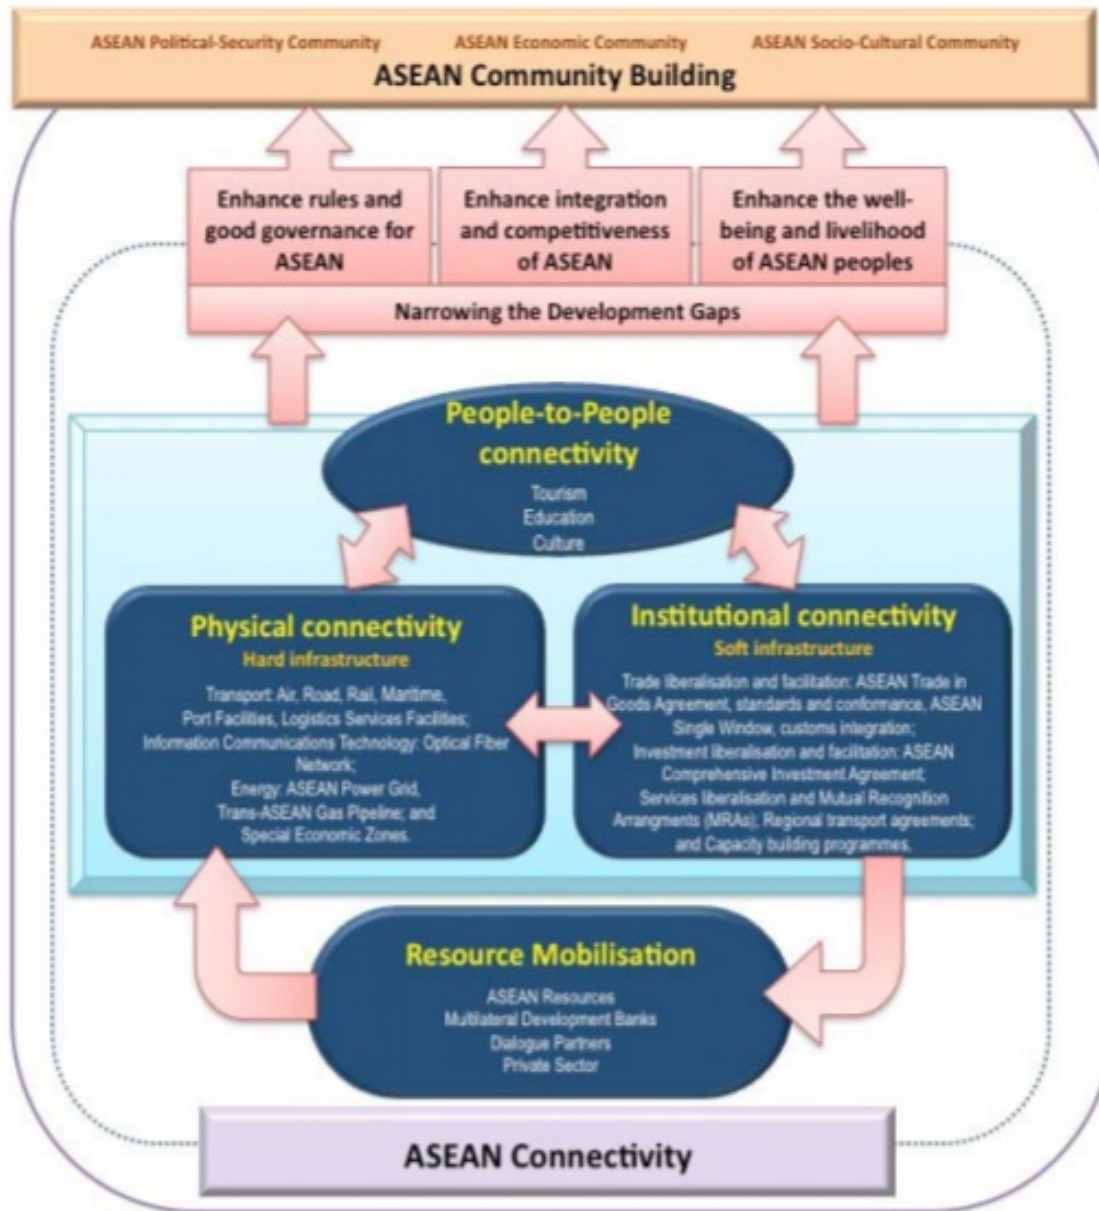 ASEAN Political-Security Community
ASEAN Economic Community
ASEAN Socio-Cultural Community
ASEAN Community Building
Enhance rules and
good governance for
ASEAN
Enhance integration
and competitiveness
of ASEAN
Enhance the well-
being and livelihood
of ASEAN peoples
Narrowing the Development Gaps
People-to-People
connectivity
Tourism
Education
Culture
Physical connectivity
Hard infrastructure
Transport: Air, Road, Rail, Maritime,
Port Facilities, Logistics Services Facilities;
Information Communications Technology: Optical Fiber
Network;
Energy: ASEAN Power Grid,
Trans-ASEAN Gas Pipeline; and
Special Economic Zones.
Institutional connectivity
Soft infrastructure
Trade liberalisation and facilitation: ASEAN Trade in
Goods Agreement, standards and conformance, ASEAN
Single Window, customs integration;
Investment liberalisation and facilitation: ASEAN
Comprehensive Investment Agreement;
Services liberalisation and Mutual Recognition
Arrangments (MRAs); Regional transport agreements;
and Capacity building programmes.
Resource Mobilisation
ASEAN Resources
Multilateral Development Banks
Dialogue Partners
Private Sector
ASEAN Connectivity